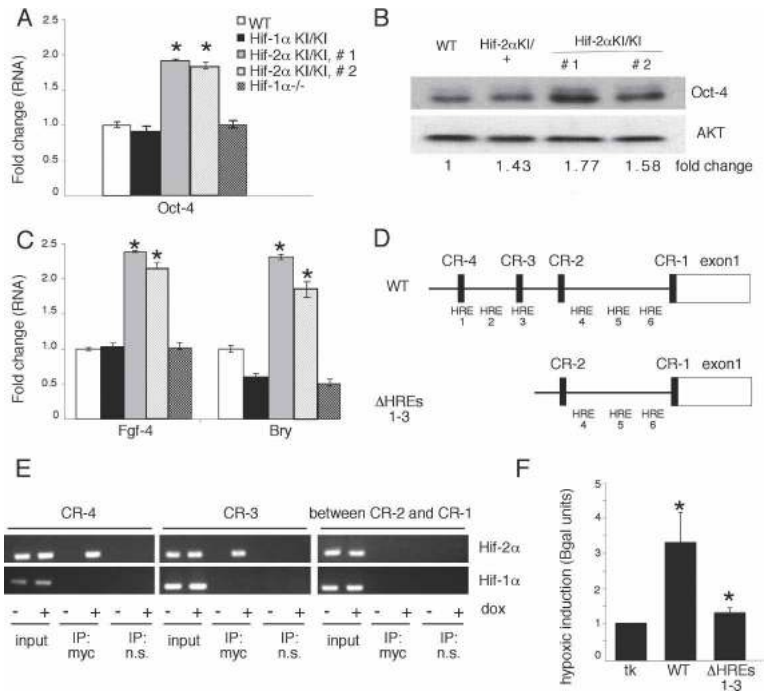 A
WT
Hif-1α KI/KI
Hif-2α KI/KI, # 1
Hif-2α KI/KI, # 2
Hif-1α-/-
Fold change (RNA)
2.5
2.0
1.5
1.0
0.5
0
* *
Oct-4
B
WT
Hif-2αKI/
+
Hif-2αKI/KI
# 1
# 2
Oct-4
AKT
1 1.43 1.77 1.58 fold change
C
Fold change (RNA)
2.5
2.0
1.5
1.0
0.5
0
* *
* *
Fgf-4
Bry
D
CR-4 CR-3 CR-2 CR-1 exon1
WT
HRE HRE HRE HRE HRE HRE
1 2 3 4 5 6
CR-2 CR-1 exon1
ΔHREs
1-3
HRE HRE HRE
4 5 6
E
CR-4
CR-3
between CR-2 and CR-1
Hif-2α
Hif-1α
- + - + - + - + - + - + - + - + - + dox
input IP: IP: input IP: IP: input IP: IP:
myc n.s. myc n.s. myc n.s.
F
hypoxic induction (Bgal units)
5
4
3
2
1
*
*
tk WT ΔHREs
1-3